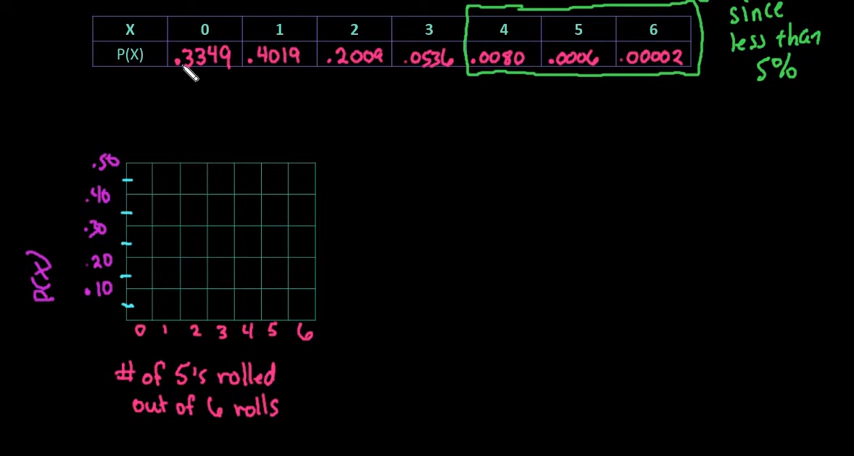 X 0 1 2 3 4 5 6
P(X) .3349 .4019 .2009 .0536 .0080 .0006 .00002
since
less than
5%
.50
.40
.30
.20
.10
P(X)
0 1 2 3 4 5 6
# of 5's rolled
out of 6 rolls